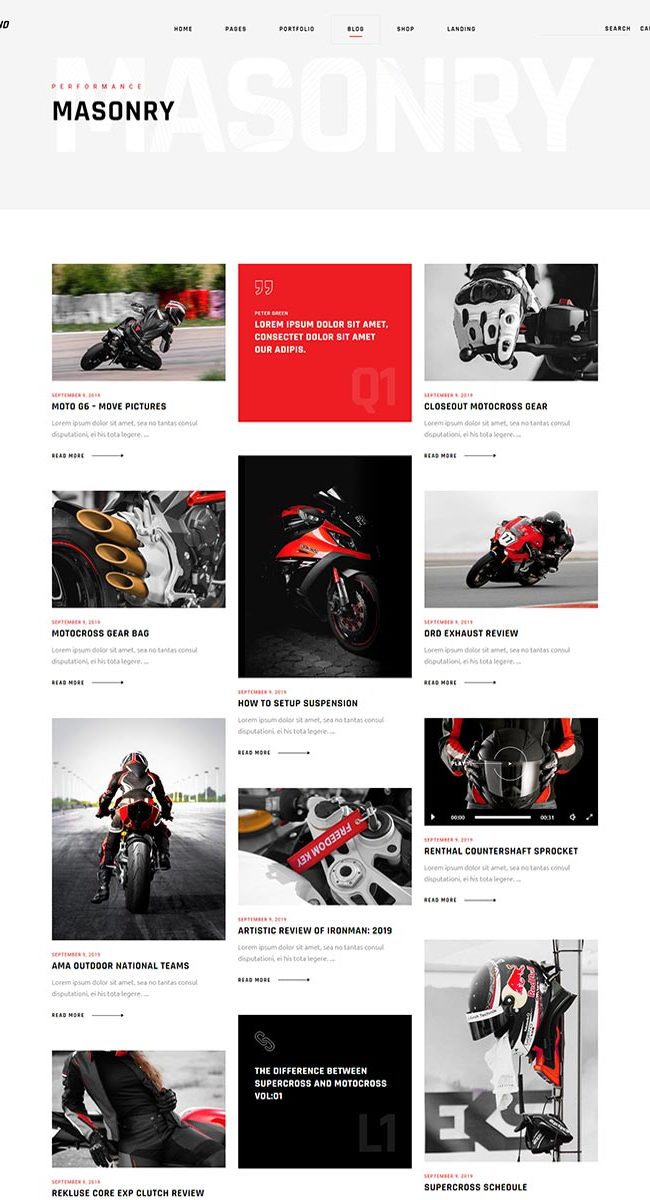 HOME PAGES PORTFOLIO BLOG SHOP LANDING SEARCH
PERFORMANCE
MASONRY
MASONRY
SEPTEMBER 9, 2019
MOTO G6 – MOVE PICTURES
Lorem ipsum dolor sit amet, sea no tantas consul
disputationi, ei his tota legere. ...
READ MORE
77
SEPTEMBER 9, 2019
MOTOCROSS GEAR BAG
Lorem ipsum dolor sit amet, sea no tantas consul
disputationi, ei his tota legere. ...
READ MORE
SEPTEMBER 9, 2019
AMA OUTDOOR NATIONAL TEAMS
Lorem ipsum dolor sit amet, sea no tantas consul
disputationi, ei his tota legere. ...
READ MORE
SEPTEMBER 9, 2019
REKLUSE CORE EXP CLUTCH REVIEW
PETER GREEN
LOREM IPSUM DOLOR SIT AMET,
CONSECTET DOLOR SIT AMET
OUR ADIPIS.
Q1
SEPTEMBER 9, 2019
HOW TO SETUP SUSPENSION
Lorem ipsum dolor sit amet, sea no tantas consul
disputationi, ei his tota legere. ...
READ MORE
FREEDOM KEY
SEPTEMBER 9, 2019
ARTISTIC REVIEW OF IRONMAN: 2019
Lorem ipsum dolor sit amet, sea no tantas consul
disputationi, ei his tota legere. ...
READ MORE
THE DIFFERENCE BETWEEN
SUPERCROSS AND MOTOCROSS
VOL:01
L1
SEPTEMBER 9, 2019
CLOSEOUT MOTOCROSS GEAR
Lorem ipsum dolor sit amet, sea no tantas consul
disputationi, ei his tota legere. ...
READ MORE
SEPTEMBER 9, 2019
DRD EXHAUST REVIEW
Lorem ipsum dolor sit amet, sea no tantas consul
disputationi, ei his tota legere. ...
READ MORE
PLAY
00:00 00:31
SEPTEMBER 9, 2019
RENTHAL COUNTERSHAFT SPROCKET
Lorem ipsum dolor sit amet, sea no tantas consul
disputationi, ei his tota legere. ...
READ MORE
Red Bull
SEPTEMBER 9, 2019
SUPERCROSS SCHEDULE